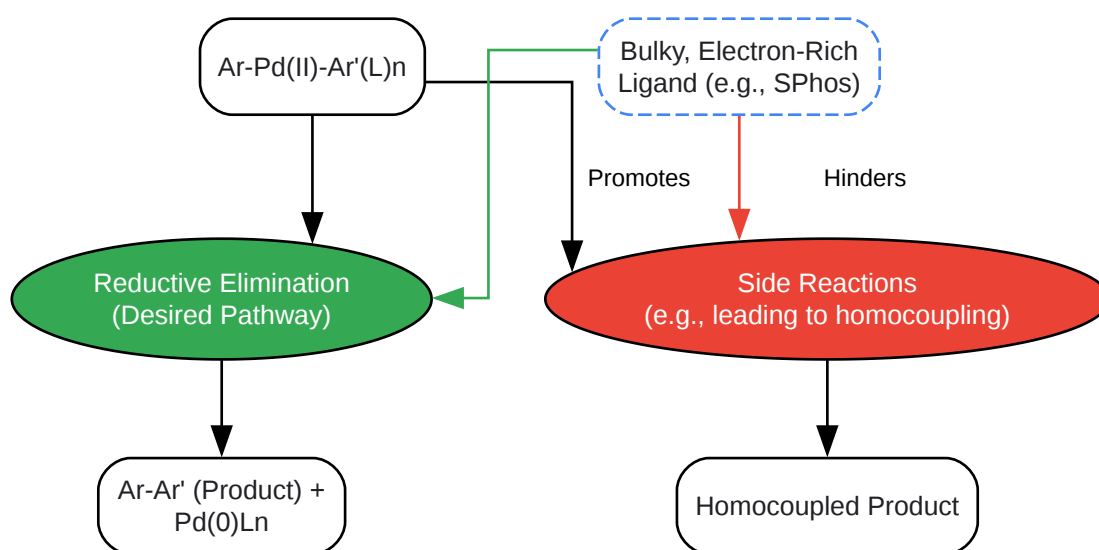 Ar-Pd(II)-Ar'(L)n
Bulky, Electron-Rich
Ligand (e.g., SPhos)
Promotes
Hinders
Reductive Elimination
(Desired Pathway)
Side Reactions
(e.g., leading to homocoupling)
Ar-Ar' (Product) +
Pd(0)Ln
Homocoupled Product